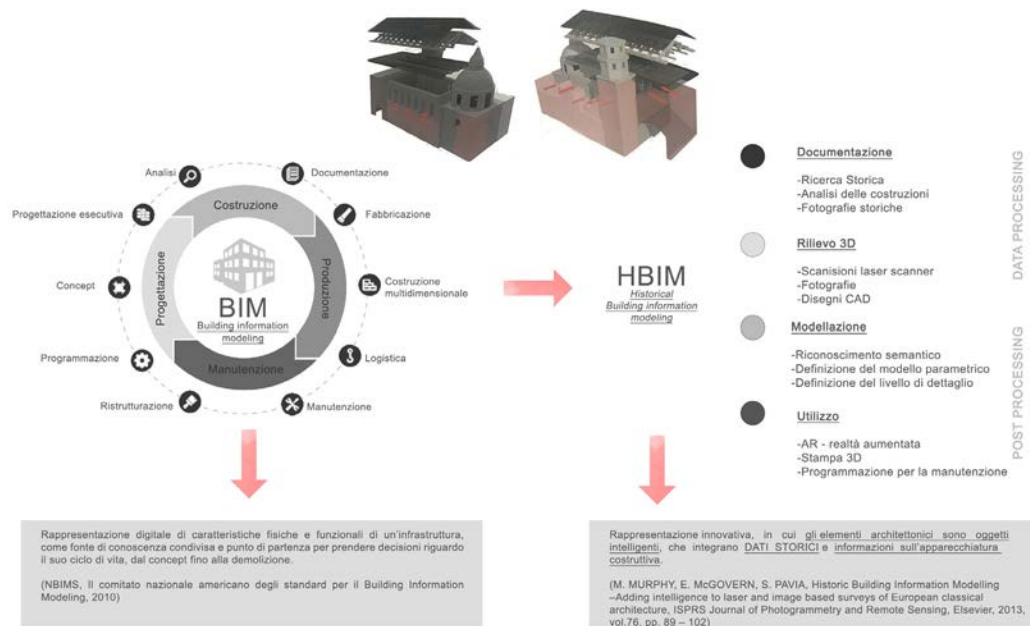 Analisi
Documentazione
Progettazione esecutiva
Fabbricazione
Concept
Costruzione
multidimensionale
Programmazione
Logistica
Ristrutturazione
Manutenzione
Costruzione
Progettazione
Produzione
Manutenzione
BIM
Building information
modeling
HBIM
Historical
Building information
modeling
Documentazione
-Ricerca Storica
-Analisi delle costruzioni
-Fotografie storiche
Rilievo 3D
-Scanisioni laser scanner
-Fotografie
-Disegni CAD
Modellazione
-Riconoscimento semantico
-Definizione del modello parametrico
-Definizione del livello di dettaglio
Utilizzo
-AR - realtà aumentata
-Stampa 3D
-Programmazione per la manutenzione
DATA PROCESSING
POST PROCESSING
Rappresentazione digitale di caratteristiche fisiche e funzionali di un'infrastruttura,
come fonte di conoscenza condivisa e punto di partenza per prendere decisioni riguardo
il suo ciclo di vita, dal concept fino alla demolizione.
(NBIMS, Il comitato nazionale americano degli standard per il Building Information
Modeling, 2010)
Rappresentazione innovativa, in cui gli elementi architettonici sono oggetti
intelligenti, che integrano DATI STORICI e informazioni sull'apparecchiatura
costruttiva.
(M. MURPHY, E. McGOVERN, S. PAVIA, Historic Building Information Modelling
–Adding intelligence to laser and image based surveys of European classical
architecture, ISPRS Journal of Photogrammetry and Remote Sensing, Elsevier, 2013,
vol.76, pp. 89 – 102)